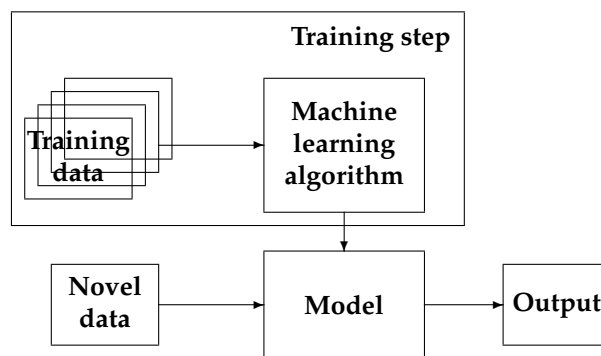 Training step
Training
data
Machine
learning
algorithm
Novel
data
Model
Output